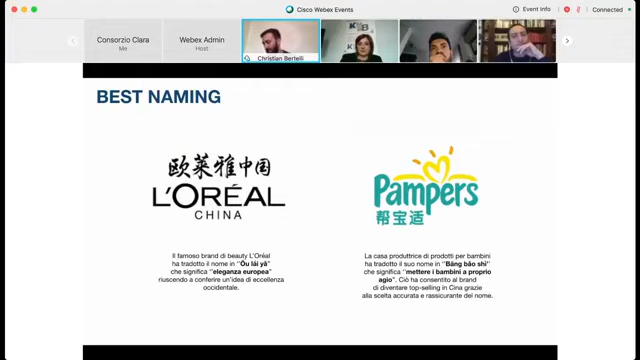 Cisco Webex Events
Event Info
Connected
Consorzio Clara
Me
Webex Admin
Host
Christian Bertelli
BEST NAMING
欧莱雅中国
L'ORÉAL
CHINA
Pampers
帮宝适
Il famoso brand di beauty L'Oréal
ha tradotto il nome in "Ōu lái yǎ"
che significa "eleganza europea"
riuscendo a conferire un'idea di eccellenza
occidentale.
La casa produttrice di prodotti per bambini
ha tradotto il suo nome in "Bāng bǎo shì"
che significa "mettere i bambini a proprio
agio". Ciò ha consentito al brand
di diventare top-selling in Cina grazie
alla scelta accurata e rassicurante del nome.